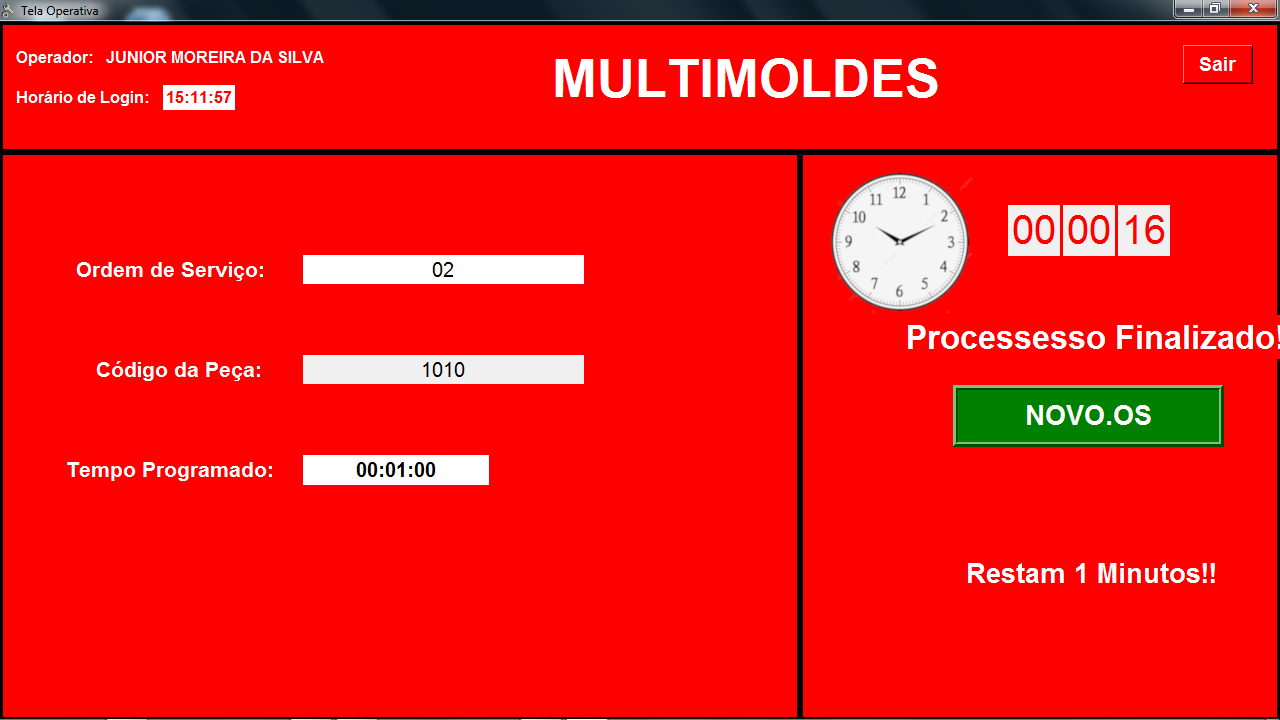 Tela Operativa
Operador: JUNIOR MOREIRA DA SILVA
Horário de Login: 15:11:57
MULTIMOLDES
Sair
Ordem de Serviço: 02
Código da Peça: 1010
Tempo Programado: 00:01:00
12
1
2
3
4
5
6
7
8
9
10
11
00 00 16
Processesso Finalizado!
NOVO.OS
Restam 1 Minutos!!